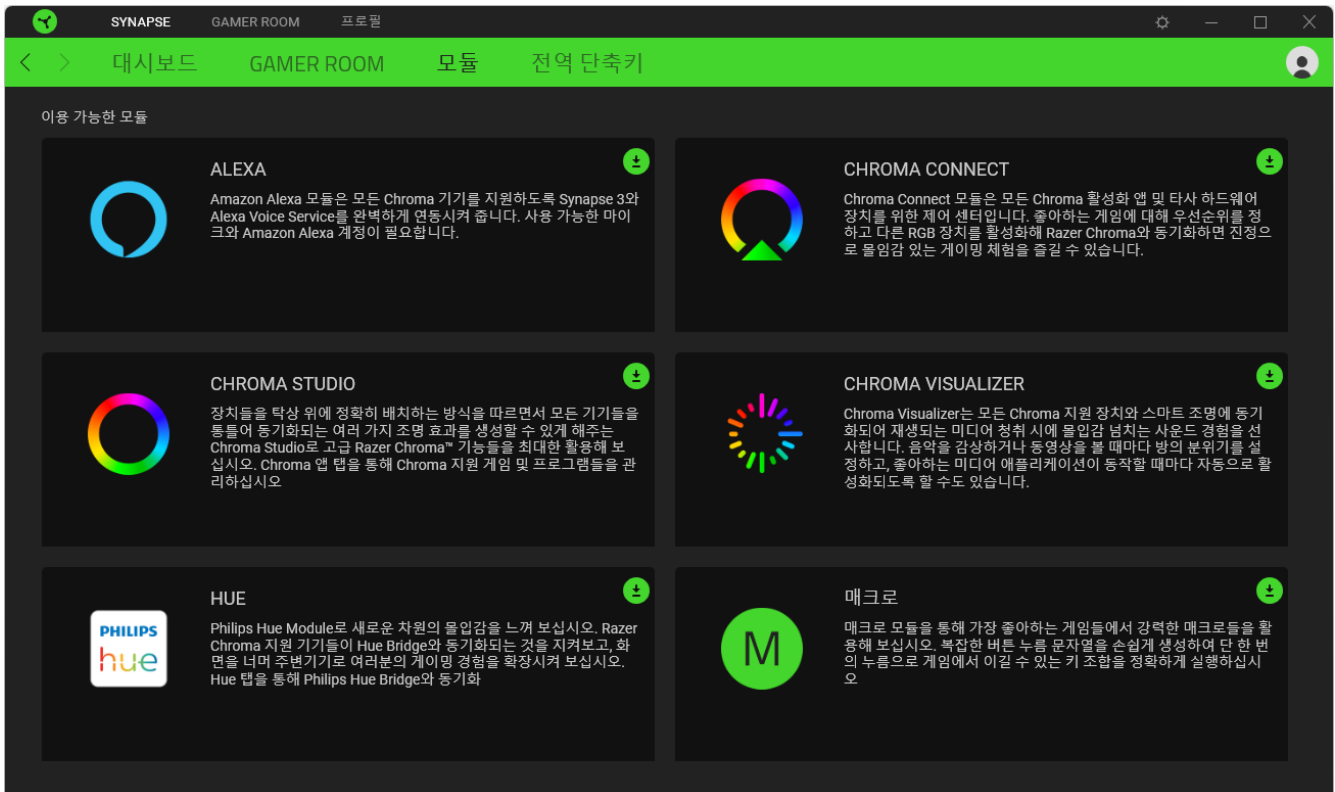 SYNAPSE GAMER ROOM 프로필
대시보드 GAMER ROOM 모듈 전역 단축키
이용 가능한 모듈
ALEXA
Amazon Alexa 모듈은 모든 Chroma 기기를 지원하도록 Synapse 3와
Alexa Voice Service를 완벽하게 연동시켜 줍니다. 사용 가능한 마이
크와 Amazon Alexa 계정이 필요합니다.
CHROMA CONNECT
Chroma Connect 모듈은 모든 Chroma 활성화 앱 및 타사 하드웨어
장치를 위한 제어 센터입니다. 좋아하는 게임에 대해 우선순위를 정
하고 다른 RGB 장치를 활성화해 Razer Chroma와 동기화하면 진정으
로 몰입감 있는 게이밍 체험을 즐길 수 있습니다.
CHROMA STUDIO
장치들을 탁상 위에 정확히 배치하는 방식을 따르면서 모든 기기들을
통틀어 동기화되는 여러 가지 조명 효과를 생성할 수 있게 해주는
Chroma Studio로 고급 Razer Chroma™ 기능들을 최대한 활용해 보
십시오. Chroma 앱 탭을 통해 Chroma 지원 게임 및 프로그램들을 관
리하십시오
CHROMA VISUALIZER
Chroma Visualizer는 모든 Chroma 지원 장치와 스마트 조명에 동기
화되어 재생되는 미디어 청취 시에 몰입감 넘치는 사운드 경험을 선
사합니다. 음악을 감상하거나 동영상을 볼 때마다 방의 분위기를 설
정하고, 좋아하는 미디어 애플리케이션이 동작할 때마다 자동으로 활
성화되도록 할 수도 있습니다.
PHILIPS
hue
HUE
Philips Hue Module로 새로운 차원의 몰입감을 느껴 보십시오. Razer
Chroma 지원 기기들이 Hue Bridge와 동기화되는 것을 지켜보고, 화
면을 너머 주변기기로 여러분의 게이밍 경험을 확장시켜 보십시오.
Hue 탭을 통해 Philips Hue Bridge와 동기화
M
매크로
매크로 모듈을 통해 가장 좋아하는 게임들에서 강력한 매크로들을 활
용해 보십시오. 복잡한 버튼 누름 문자열을 손쉽게 생성하여 단 한 번
의 누름으로 게임에서 이길 수 있는 키 조합을 정확하게 실행하십시
오